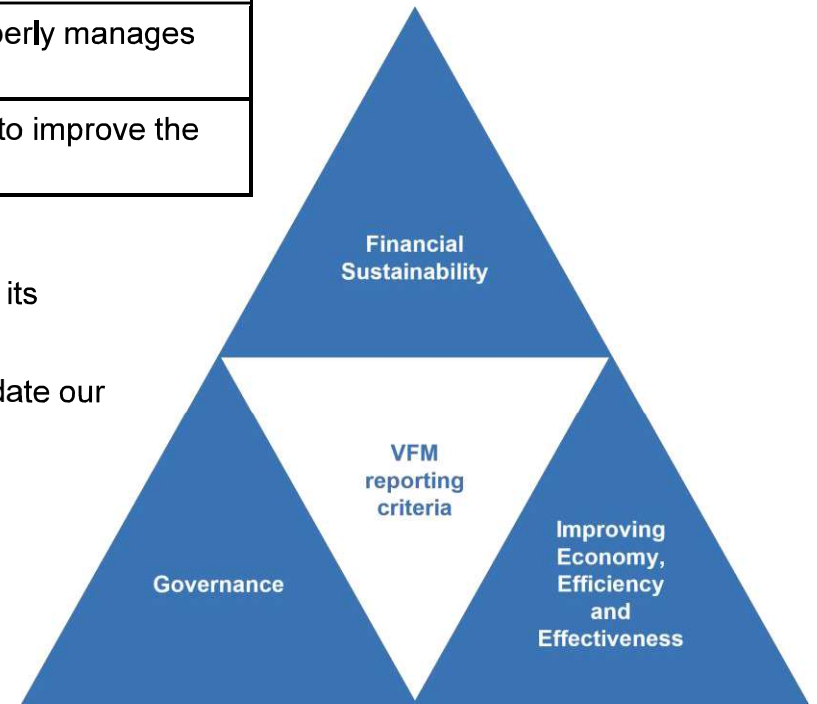 perly manages
to improve the
its
date our
Financial
Sustainability
VFM
reporting
criteria
Governance
Improving
Economy,
Efficiency
and
Effectiveness